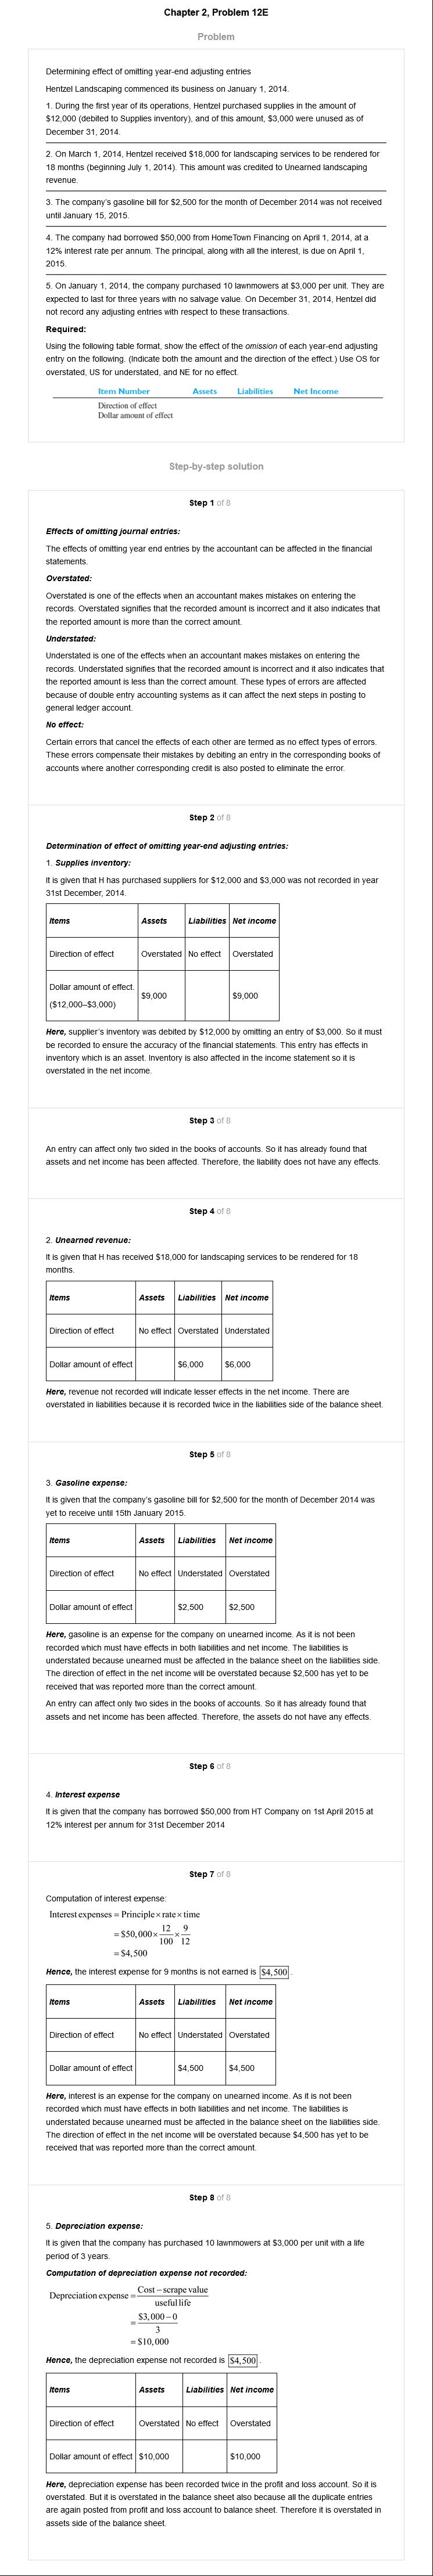 Chapter 2, Problem 12E
Problem
Determining effect of omitting year-end adjusting entries
Hentzel Landscaping commenced its business on January 1, 2014.
1. During the first year of its operations, Hentzel purchased supplies in the amount of
$12,000 (debited to Supplies inventory), and of this amount, $3,000 were unused as of
December 31, 2014.
2. On March 1, 2014, Hentzel received $18,000 for landscaping services to be rendered for
18 months (beginning July 1, 2014). This amount was credited to Unearned landscaping
revenue.
3. The company's gasoline bill for $2,500 for the month of December 2014 was not received
until January 15, 2015.
4. The company had borrowed $50,000 from HomeTown Financing on April 1, 2014, at a
12% interest rate per annum. The principal, along with all the interest, is due on April 1,
2015.
5. On January 1, 2014, the company purchased 10 lawnmowers at $3,000 per unit. They are
expected to last for three years with no salvage value. On December 31, 2014, Hentzel did
not record any adjusting entries with respect to these transactions.
Required:
Using the following table format, show the effect of the omission of each year-end adjusting
entry on the following. (Indicate both the amount and the direction of the effect.) Use OS for
overstated, US for understated, and NE for no effect.
Item Number Assets Liabilities Net Income
Direction of effect
Dollar amount of effect
Step-by-step solution
Step 1 of 8
Effects of omitting journal entries:
The effects of omitting year end entries by the accountant can be affected in the financial
statements.
Overstated:
Overstated is one of the effects when an accountant makes mistakes on entering the
records. Overstated signifies that the recorded amount is incorrect and it also indicates that
the reported amount is more than the correct amount.
Understated:
Understated is one of the effects when an accountant makes mistakes on entering the
records. Understated signifies that the recorded amount is incorrect and it also indicates that
the reported amount is less than the correct amount. These types of errors are affected
because of double entry accounting systems as it can affect the next steps in posting to
general ledger account.
No effect:
Certain errors that cancel the effects of each other are termed as no effect types of errors.
These errors compensate their mistakes by debiting an entry in the corresponding books of
accounts where another corresponding credit is also posted to eliminate the error.
Step 2 of 8
Determination of effect of omitting year-end adjusting entries:
1. Supplies inventory:
It is given that H has purchased suppliers for $12,000 and $3,000 was not recorded in year
31st December, 2014.
Items Assets Liabilities Net income
Direction of effect Overstated No effect Overstated
Dollar amount of effect.
($12,000–$3,000) $9,000 $9,000
Here, supplier's inventory was debited by $12,000 by omitting an entry of $3,000. So it must
be recorded to ensure the accuracy of the financial statements. This entry has effects in
inventory which is an asset. Inventory is also affected in the income statement so it is
overstated in the net income.
Step 3 of 8
An entry can affect only two sided in the books of accounts. So it has already found that
assets and net income has been affected. Therefore, the liability does not have any effects.
Step 4 of 8
2. Unearned revenue:
It is given that H has received $18,000 for landscaping services to be rendered for 18
months.
Items Assets Liabilities Net income
Direction of effect No effect Overstated Understated
Dollar amount of effect $6,000 $6,000
Here, revenue not recorded will indicate lesser effects in the net income. There are
overstated in liabilities because it is recorded twice in the liabilities side of the balance sheet.
Step 5 of 8
3. Gasoline expense:
It is given that the company's gasoline bill for $2,500 for the month of December 2014 was
yet to receive until 15th January 2015.
Items Assets Liabilities Net income
Direction of effect No effect Understated Overstated
Dollar amount of effect $2,500 $2,500
Here, gasoline is an expense for the company on unearned income. As it is not been
recorded which must have effects in both liabilities and net income. The liabilities is
understated because unearned must be affected in the balance sheet on the liabilities side.
The direction of effect in the net income will be overstated because $2,500 has yet to be
received that was reported more than the correct amount.
An entry can affect only two sides in the books of accounts. So it has already found that
assets and net income has been affected. Therefore, the assets do not have any effects.
Step 6 of 8
4. Interest expense
It is given that the company has borrowed $50,000 from HT Company on 1st April 2015 at
12% interest per annum for 31st December 2014
Step 7 of 8
Computation of interest expense:
Interest expenses = Principle × rate × time
= $50,000 × 12/100 × 9/12
= $4,500
Hence, the interest expense for 9 months is not earned is $4,500 .
Items Assets Liabilities Net income
Direction of effect No effect Understated Overstated
Dollar amount of effect $4,500 $4,500
Here, interest is an expense for the company on unearned income. As it is not been
recorded which must have effects in both liabilities and net income. The liabilities is
understated because unearned must be affected in the balance sheet on the liabilities side.
The direction of effect in the net income will be overstated because $4,500 has yet to be
received that was reported more than the correct amount.
Step 8 of 8
5. Depreciation expense:
It is given that the company has purchased 10 lawnmowers at $3,000 per unit with a life
period of 3 years.
Computation of depreciation expense not recorded:
Depreciation expense = Cost – scrape value / useful life
= $3,000 – 0 / 3
= $10,000
Hence, the depreciation expense not recorded is $4,500 .
Items Assets Liabilities Net income
Direction of effect Overstated No effect Overstated
Dollar amount of effect $10,000 $10,000
Here, depreciation expense has been recorded twice in the profit and loss account. So it is
overstated. But it is overstated in the balance sheet also because all the duplicate entries
are again posted from profit and loss account to balance sheet. Therefore it is overstated in
assets side of the balance sheet.